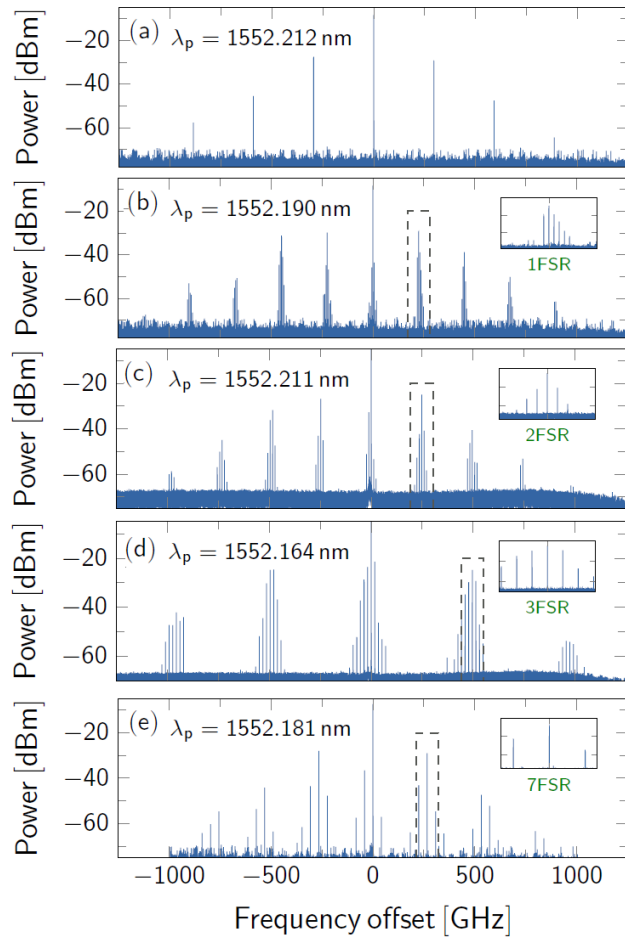 (a) λp = 1552.212 nm
Power [dBm]
−20
−40
−60
(b) λp = 1552.190 nm
1FSR
Power [dBm]
−20
−40
−60
(c) λp = 1552.211 nm
2FSR
Power [dBm]
−20
−40
−60
(d) λp = 1552.164 nm
3FSR
Power [dBm]
−20
−40
−60
(e) λp = 1552.181 nm
7FSR
Power [dBm]
−20
−40
−60
−1000 −500 0 500 1000
Frequency offset [GHz]